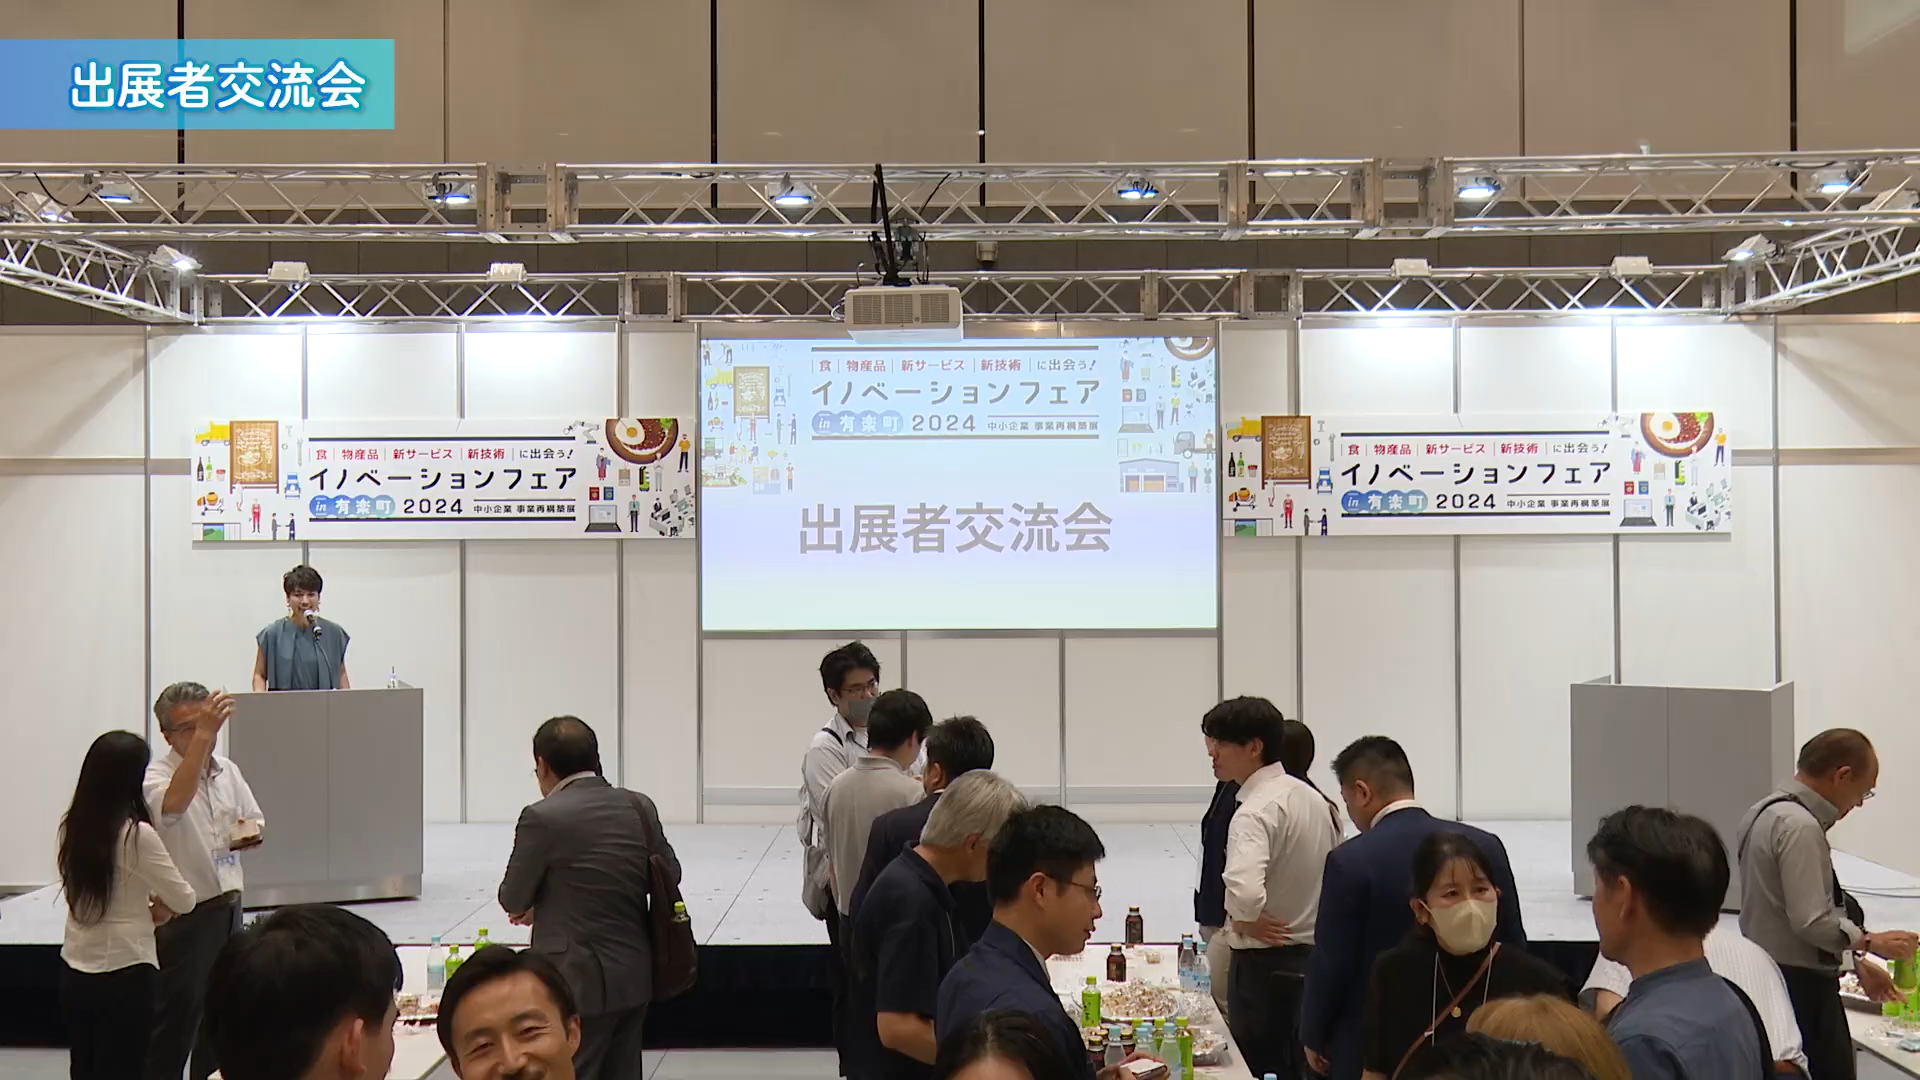 出展者交流会
食 物産品 新サービス 新技術 に出会う!
イノベーションフェア
in 有楽町 2024 中小企業 事業再構築展
出展者交流会
食 物産品 新サービス 新技術 に出会う!
イノベーションフェア
in 有楽町 2024 中小企業 事業再構築展
食 物産品 新サービス 新技術 に出会う!
イノベーションフェア
in 有楽町 2024 中小企業 事業再構築展